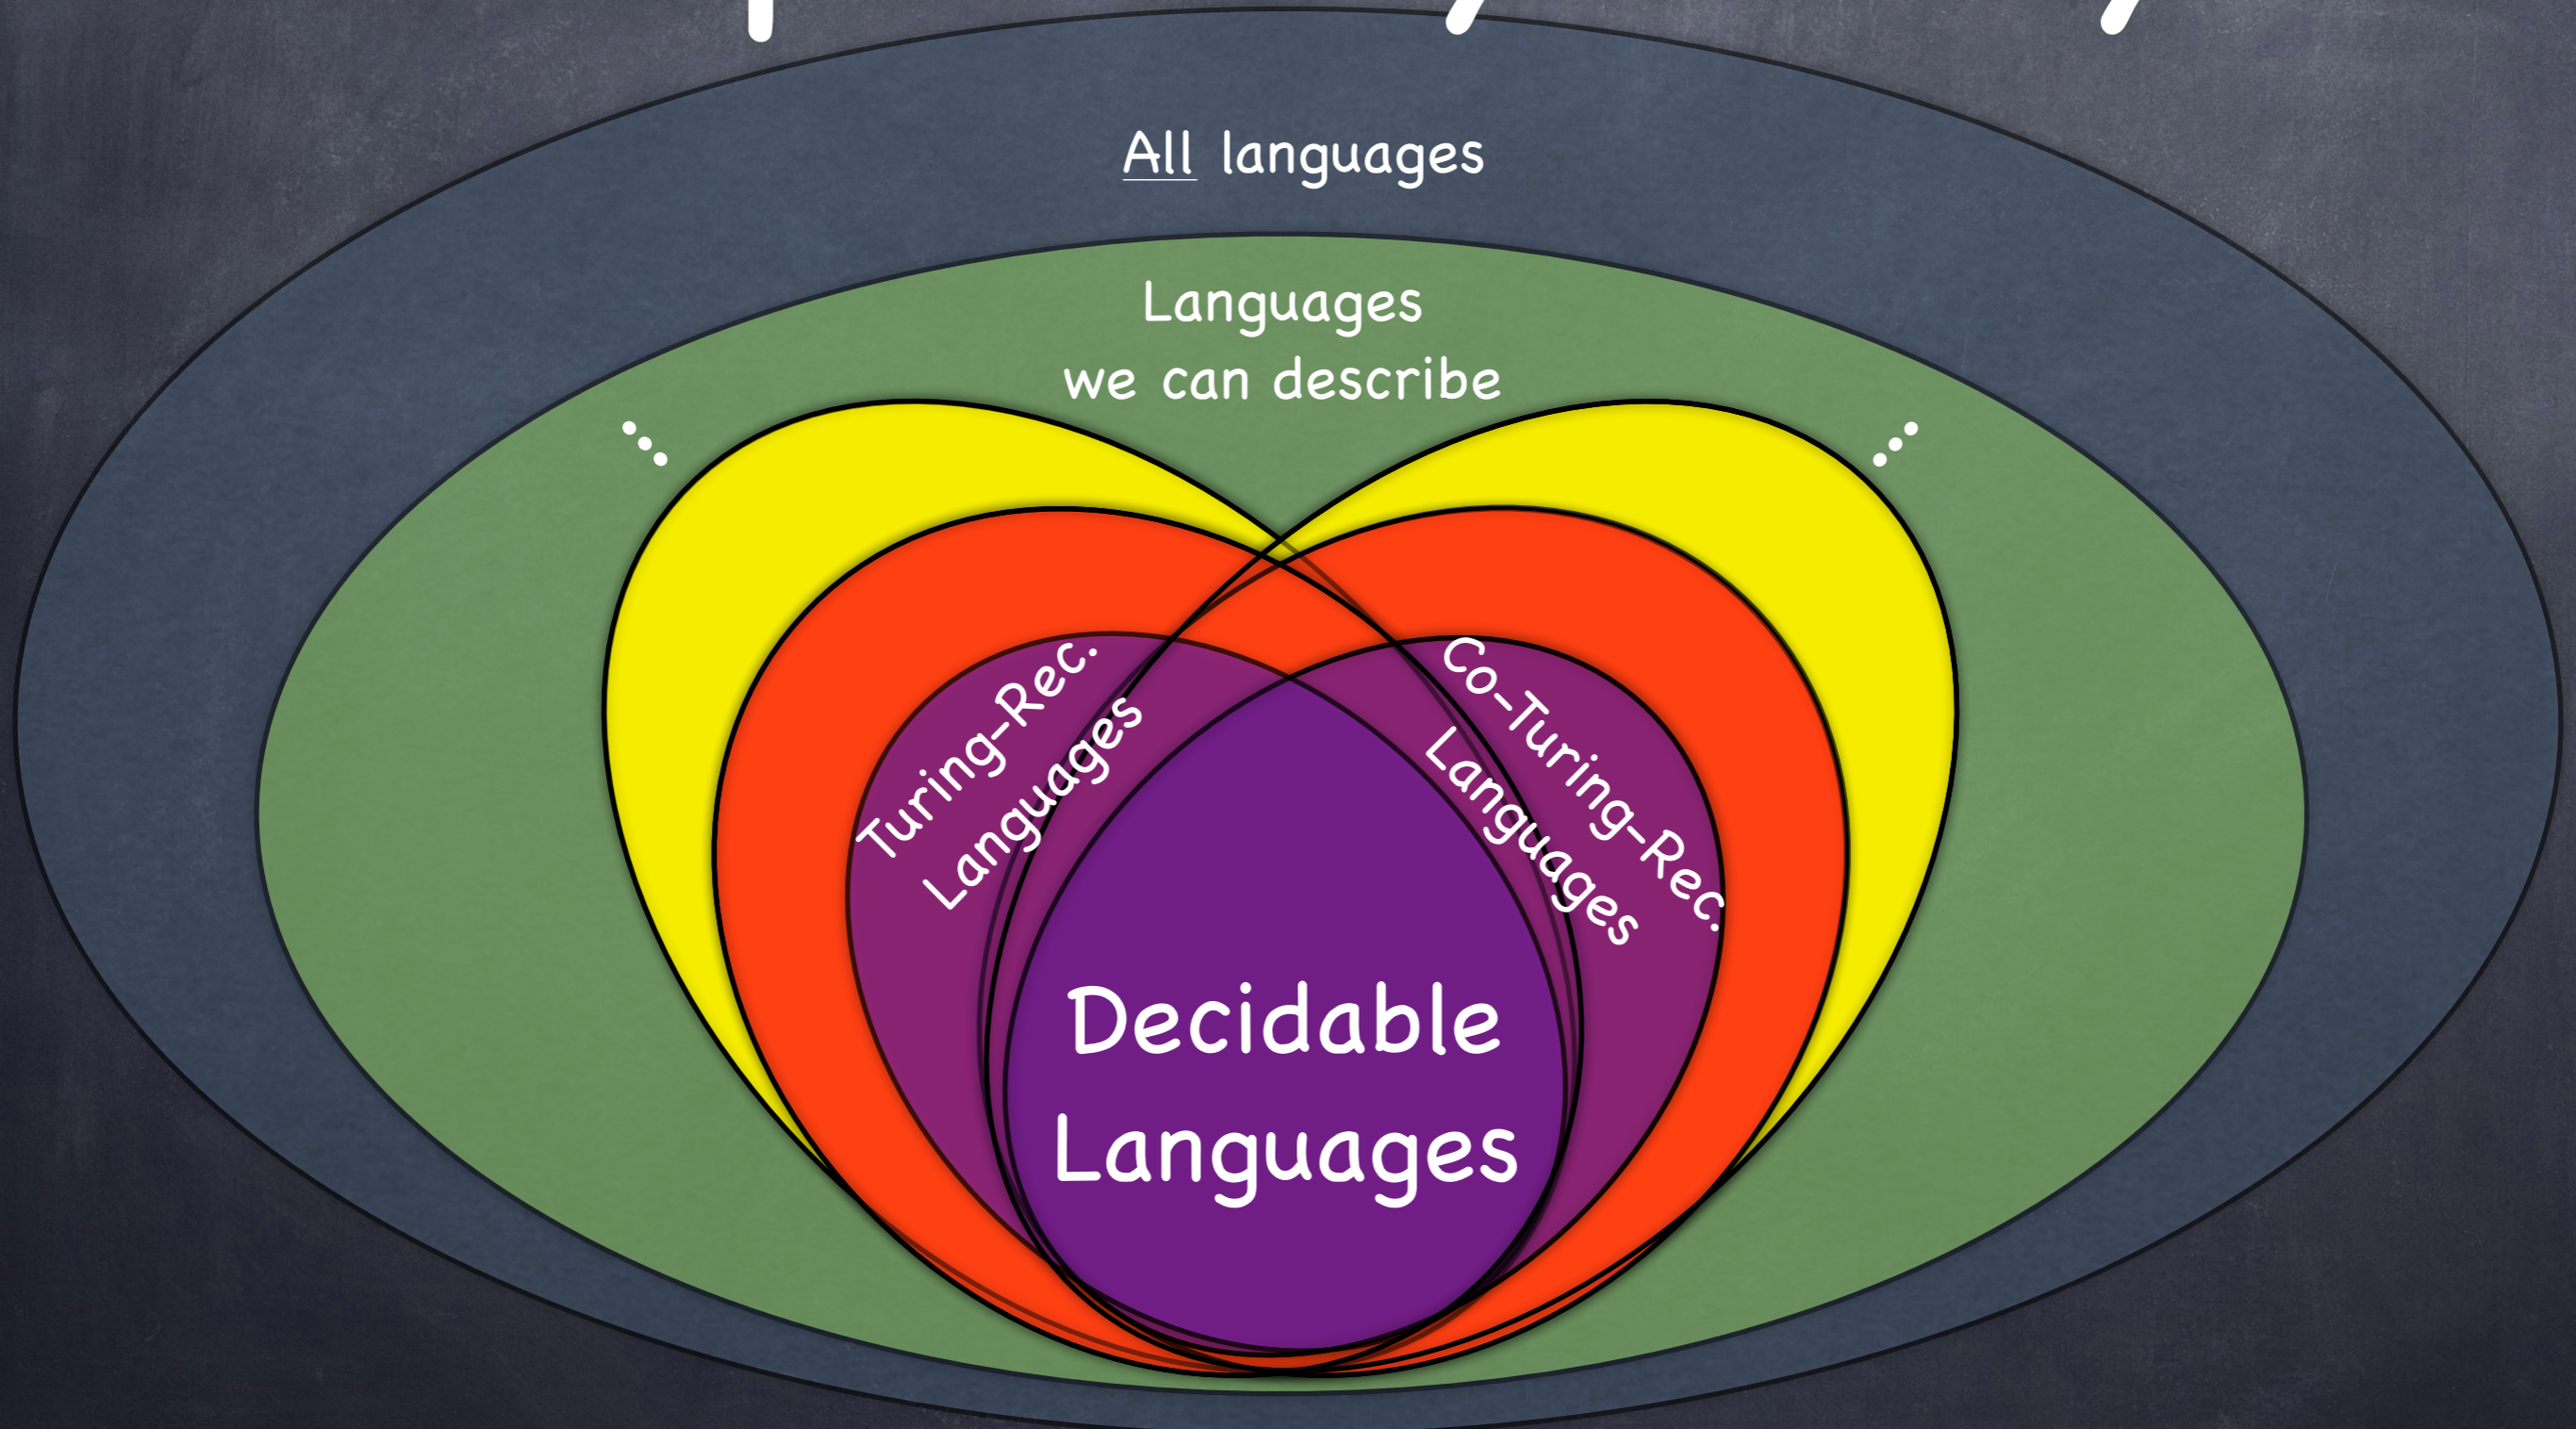 All languages
Languages
we can describe
Turing-Rec.
Languages
Co-Turing-Rec.
Languages
Decidable
Languages